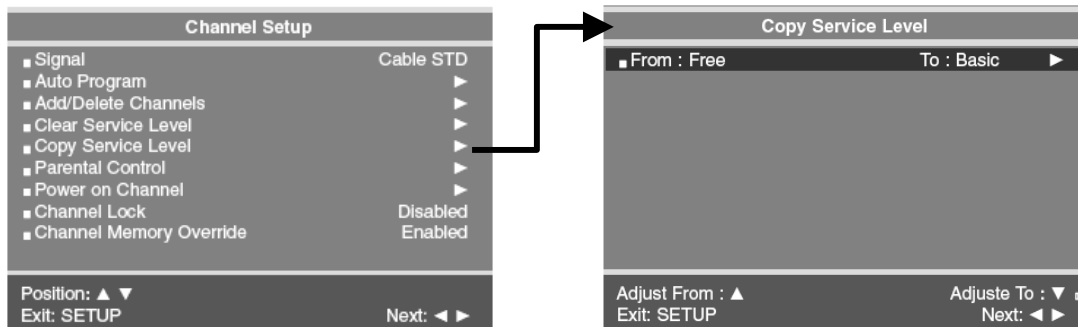 Channel Setup
Signal Cable STD
Auto Program ►
Add/Delete Channels ►
Clear Service Level ►
Copy Service Level ►
Parental Control ►
Power on Channel ►
Channel Lock Disabled
Channel Memory Override Enabled
Position: ▲ ▼
Exit: SETUP Next: ◄ ►
Copy Service Level
From : Free To : Basic ►
Adjust From : ▲ Adjuste To : ▼
Exit: SETUP Next: ◄ ►